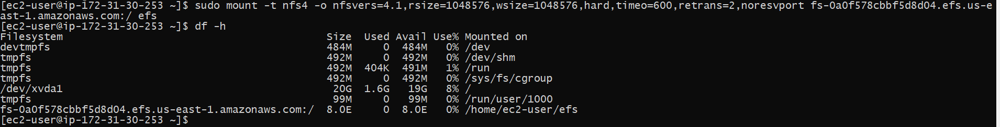 [ec2-user@ip-172-31-30-253 ~]$ sudo mount -t nfs4 -o nfsvers=4.1,rsize=1048576,wsize=1048576,hard,timeo=600,retrans=2,noresvport fs-0a0f578cbbf5d8d04.efs.us-e
ast-1.amazonaws.com:/ efs
[ec2-user@ip-172-31-30-253 ~]$ df -h
Filesystem                                          Size  Used Avail Use% Mounted on
devtmpfs                                            484M     0  484M   0% /dev
tmpfs                                               492M     0  492M   0% /dev/shm
tmpfs                                               492M  404K  491M   1% /run
tmpfs                                               492M     0  492M   0% /sys/fs/cgroup
/dev/xvda1                                           20G  1.6G   19G   8% /
tmpfs                                                99M     0   99M   0% /run/user/1000
fs-0a0f578cbbf5d8d04.efs.us-east-1.amazonaws.com:/  8.0E     0  8.0E   0% /home/ec2-user/efs
[ec2-user@ip-172-31-30-253 ~]$